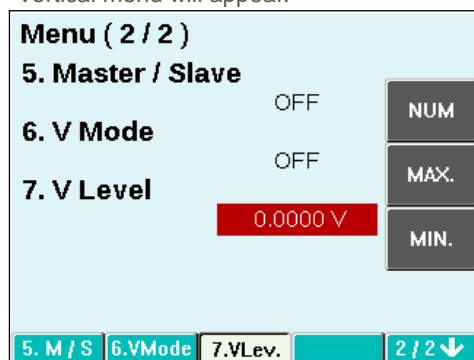 vertical menu will appear.
Menu ( 2 / 2 )
5. Master / Slave
OFF
NUM
6. V Mode
OFF
MAX.
7. V Level
0.0000 V
MIN.
5. M / S 6.VMode 7.VLev. 2 / 2